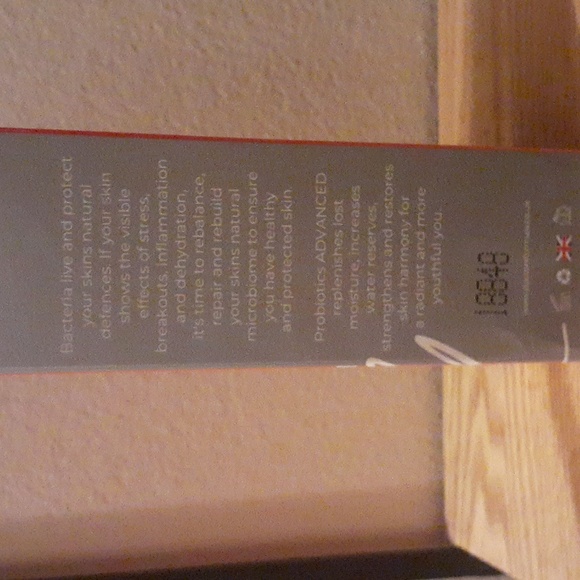 Bacteria live and protect
your skins natural
defences. If your skin
shows the visible
effects of stress,
breakouts, inflammation
and dehydration,
it's time to rebalance,
repair and rebuild
your skins natural
microbiome to ensure
you have healthy
and protected skin.
Probiotics ADVANCED
replenishes lost
moisture, increases
water reserves,
strengthens and restores
skin harmony for
a radiant and more
youthful you.